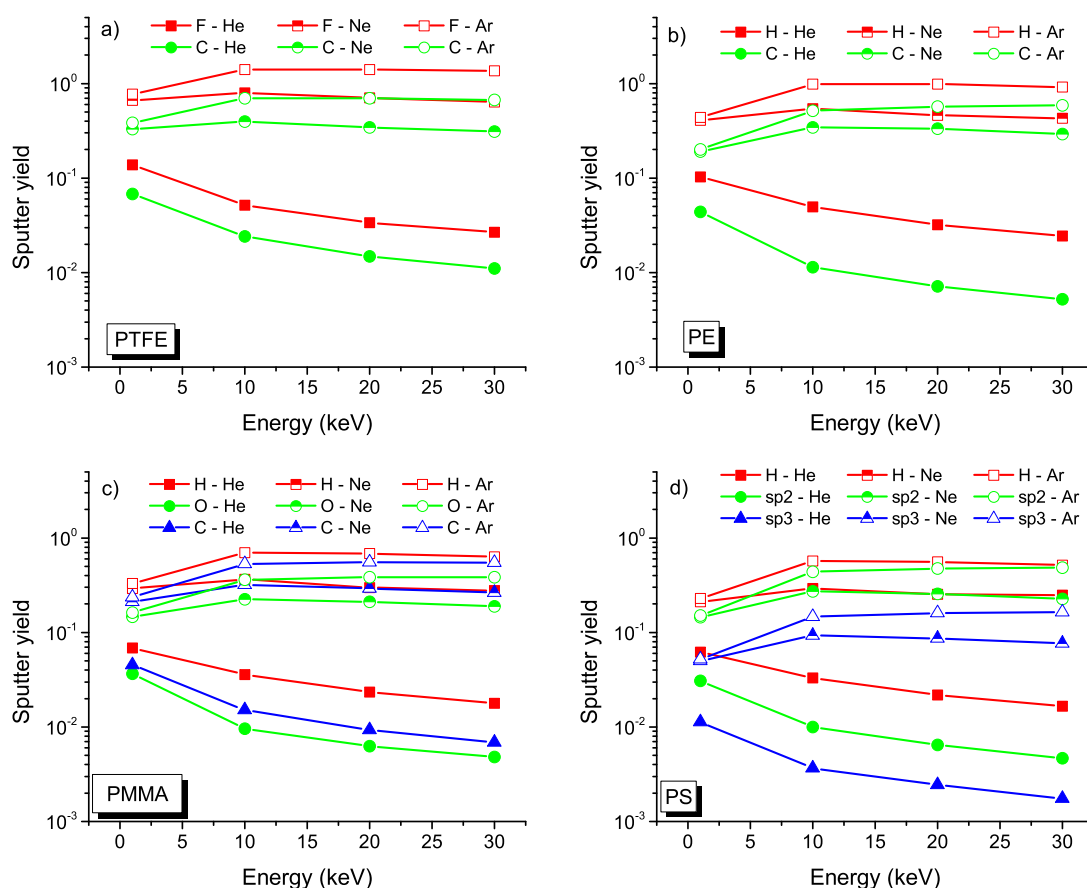 a)
F - He F - Ne F - Ar
C - He C - Ne C - Ar
10^0
10^-1
10^-2
10^-3
Sputter yield
PTFE
0 5 10 15 20 25 30
Energy (keV)
b)
H - He H - Ne H - Ar
C - He C - Ne C - Ar
10^0
10^-1
10^-2
10^-3
Sputter yield
PE
0 5 10 15 20 25 30
Energy (keV)
c)
H - He H - Ne H - Ar
O - He O - Ne O - Ar
C - He C - Ne C - Ar
10^0
10^-1
10^-2
10^-3
Sputter yield
PMMA
0 5 10 15 20 25 30
Energy (keV)
d)
H - He H - Ne H - Ar
sp2 - He sp2 - Ne sp2 - Ar
sp3 - He sp3 - Ne sp3 - Ar
10^0
10^-1
10^-2
10^-3
Sputter yield
PS
0 5 10 15 20 25 30
Energy (keV)